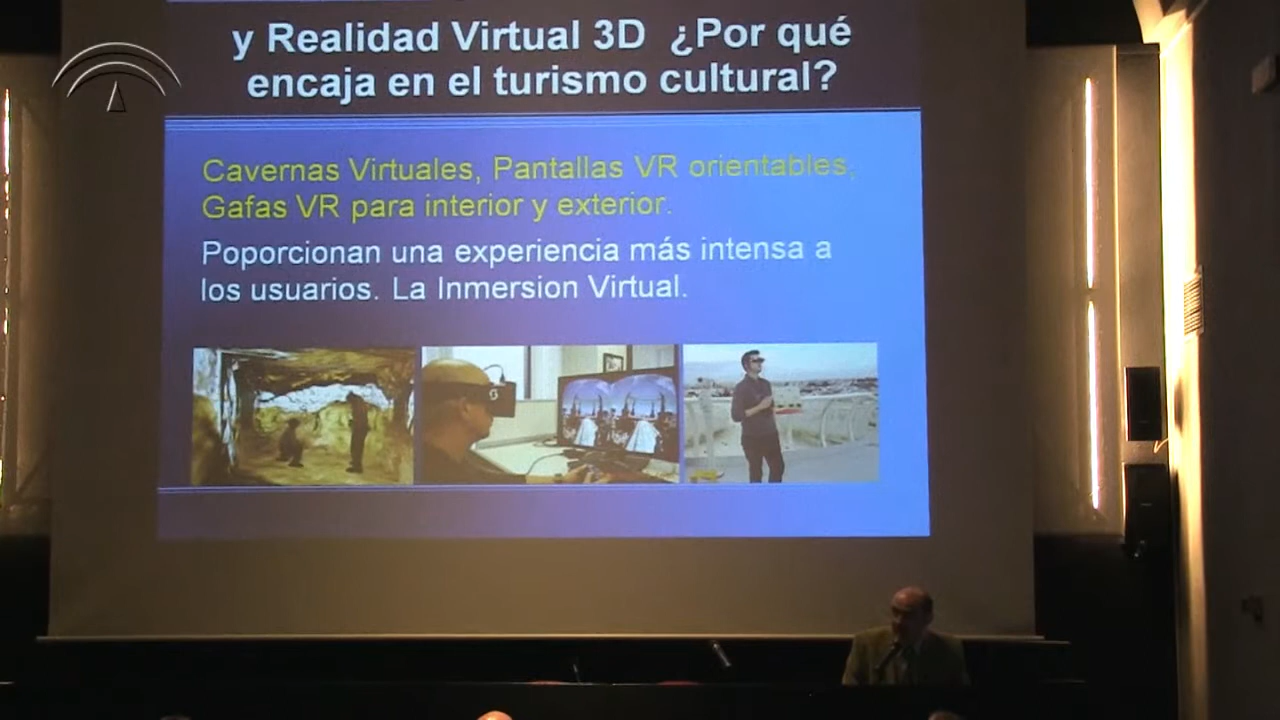 y Realidad Virtual 3D ¿Por qué
encaja en el turismo cultural?
Cavernas Virtuales, Pantallas VR orientables,
Gafas VR para interior y exterior.
Poporcionan una experiencia más intensa a
los usuarios. La Inmersion Virtual.